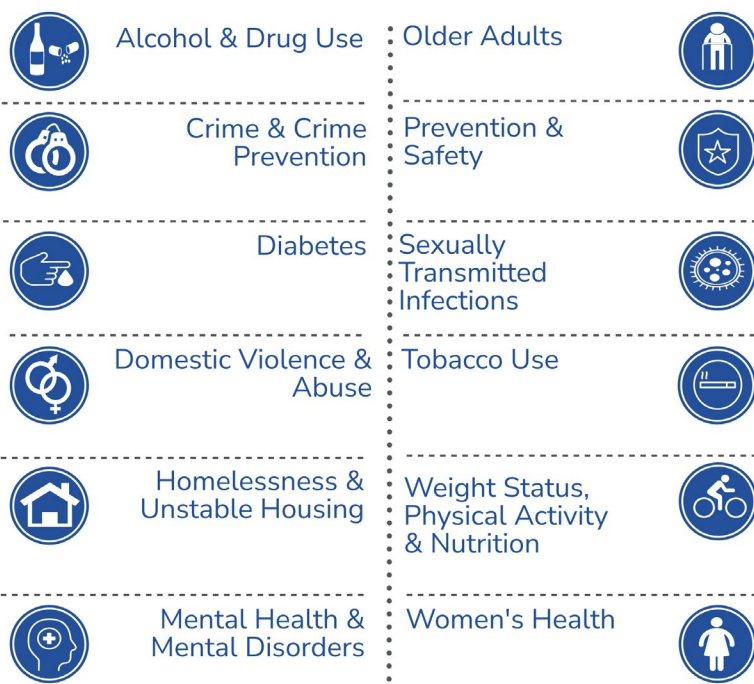 Alcohol & Drug Use
Crime & Crime
Prevention
Diabetes
Domestic Violence &
Abuse
Homelessness &
Unstable Housing
Mental Health &
Mental Disorders
Older Adults
Prevention &
Safety
Sexually
Transmitted
Infections
Tobacco Use
Weight Status,
Physical Activity
& Nutrition
Women's Health